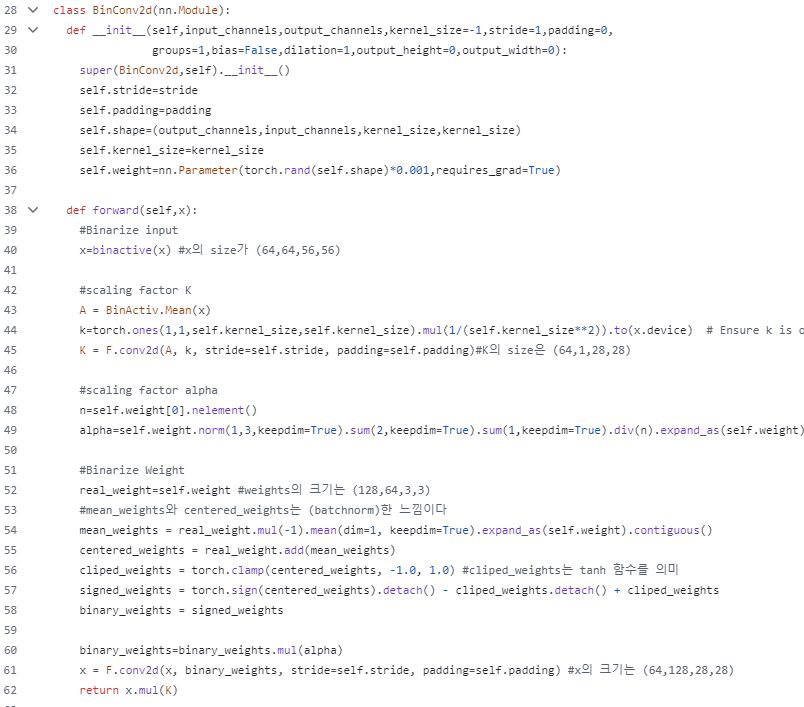 28 class BinConv2d(nn.Module):
29 def __init__(self,input_channels,output_channels,kernel_size=-1,stride=1,padding=0,
30 groups=1,bias=False,dilation=1,output_height=0,output_width=0):
31 super(BinConv2d,self).__init__()
32 self.stride=stride
33 self.padding=padding
34 self.shape=(output_channels,input_channels,kernel_size,kernel_size)
35 self.kernel_size=kernel_size
36 self.weight=nn.Parameter(torch.rand(self.shape)*0.001,requires_grad=True)
37
38 def forward(self,x):
39 #Binarize input
40 x=binactive(x) #x의 size가 (64,64,56,56)
41
42 #scaling factor K
43 A = BinActiv.Mean(x)
44 k=torch.ones(1,1,self.kernel_size,self.kernel_size).mul(1/(self.kernel_size**2)).to(x.device) # Ensure k is o
45 K = F.conv2d(A, k, stride=self.stride, padding=self.padding)#K의 size은 (64,1,28,28)
46
47 #scaling factor alpha
48 n=self.weight[0].nelement()
49 alpha=self.weight.norm(1,3,keepdim=True).sum(2,keepdim=True).sum(1,keepdim=True).div(n).expand_as(self.weight)
50
51 #Binarize Weight
52 real_weight=self.weight #weights의 크기는 (128,64,3,3)
53 #mean_weights와 centered_weights는 (batchnorm)한 느낌이다
54 mean_weights = real_weight.mul(-1).mean(dim=1, keepdim=True).expand_as(self.weight).contiguous()
55 centered_weights = real_weight.add(mean_weights)
56 cliped_weights = torch.clamp(centered_weights, -1.0, 1.0) #cliped_weights는 tanh 함수를 의미
57 signed_weights = torch.sign(centered_weights).detach() - cliped_weights.detach() + cliped_weights
58 binary_weights = signed_weights
59
60 binary_weights=binary_weights.mul(alpha)
61 x = F.conv2d(x, binary_weights, stride=self.stride, padding=self.padding) #x의 크기는 (64,128,28,28)
62 return x.mul(K)